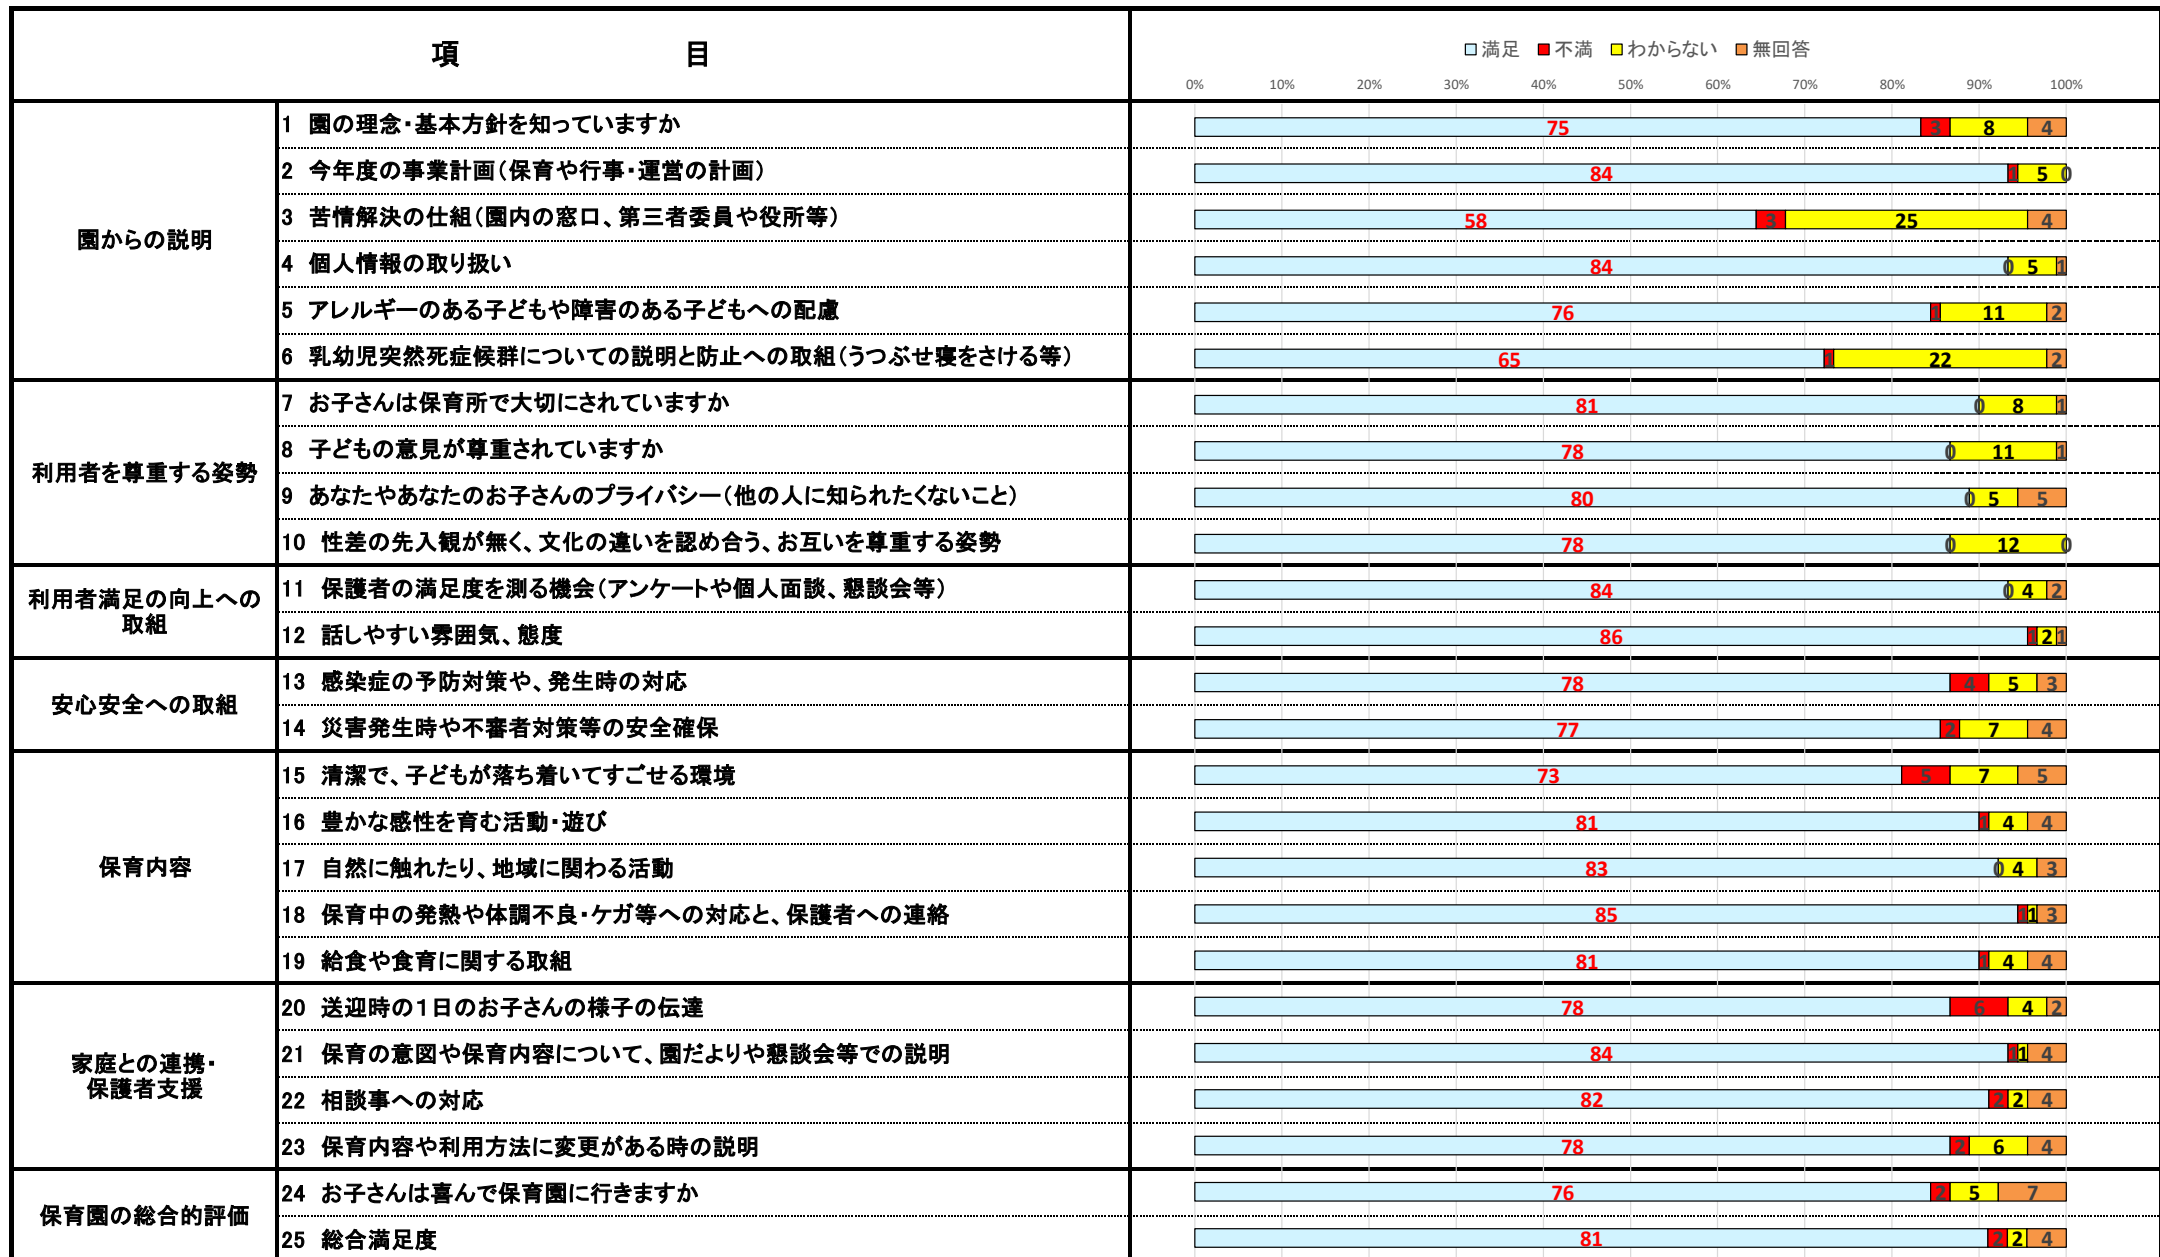 項 目
満足 不満 わからない 無回答
0% 10% 20% 30% 40% 50% 60% 70% 80% 90% 100%
園からの説明
1 園の理念・基本方針を知っていますか 75 3 8 4
2 今年度の事業計画（保育や行事・運営の計画） 84 1 5 0
3 苦情解決の仕組（園内の窓口、第三者委員や役所等） 58 3 25 4
4 個人情報の取り扱い 84 0 5 1
5 アレルギーのある子どもや障害のある子どもへの配慮 76 1 11 2
6 乳幼児突然死症候群についての説明と防止への取組（うつぶせ寝をさける等） 65 1 22 2
利用者を尊重する姿勢
7 お子さんは保育所で大切にされていますか 81 0 8 1
8 子どもの意見が尊重されていますか 78 0 11 1
9 あなたやあなたのお子さんのプライバシー（他の人に知られたくないこと） 80 0 5 5
10 性差の先入観が無く、文化の違いを認め合う、お互いを尊重する姿勢 78 0 12 0
利用者満足の向上への
取組
11 保護者の満足度を測る機会（アンケートや個人面談、懇談会等） 84 0 4 2
12 話しやすい雰囲気、態度 86 1 2 1
安心安全への取組
13 感染症の予防対策や、発生時の対応 78 4 5 3
14 災害発生時や不審者対策等の安全確保 77 2 7 4
保育内容
15 清潔で、子どもが落ち着いてすごせる環境 73 5 7 5
16 豊かな感性を育む活動・遊び 81 1 4 4
17 自然に触れたり、地域に関わる活動 83 0 4 3
18 保育中の発熱や体調不良・ケガ等への対応と、保護者への連絡 85 1 1 3
19 給食や食育に関する取組 81 1 4 4
家庭との連携・
保護者支援
20 送迎時の１日のお子さんの様子の伝達 78 6 4 2
21 保育の意図や保育内容について、園だよりや懇談会等での説明 84 1 1 4
22 相談事への対応 82 2 2 4
23 保育内容や利用方法に変更がある時の説明 78 2 6 4
保育園の総合的評価
24 お子さんは喜んで保育園に行きますか 76 2 5 7
25 総合満足度 81 2 2 4